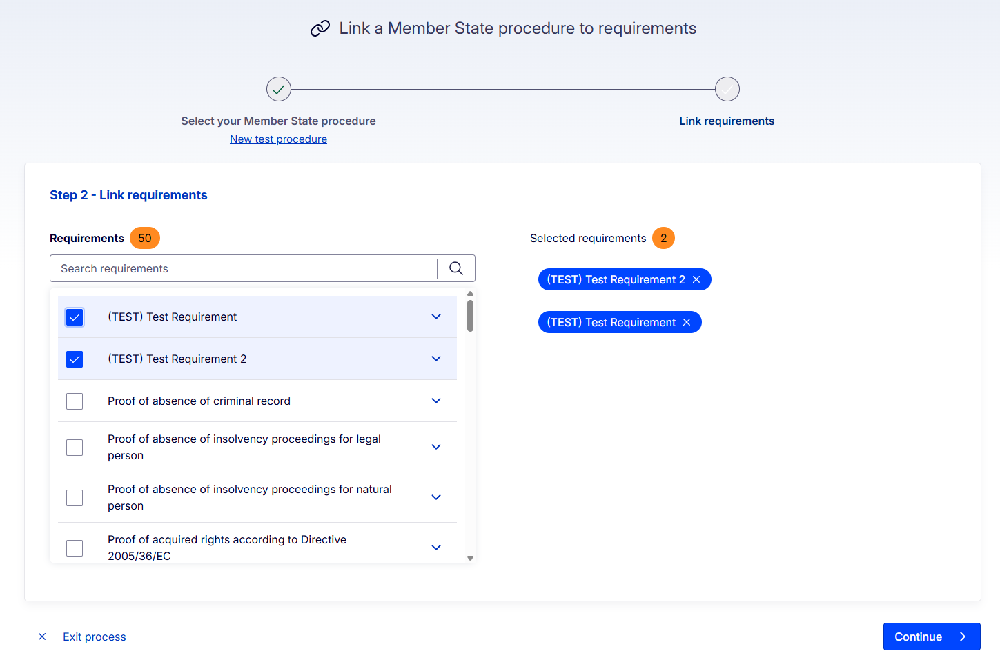 Link a Member State procedure to requirements
Select your Member State procedure
New test procedure
Link requirements
Step 2 - Link requirements
Requirements 50
Search requirements
(TEST) Test Requirement
(TEST) Test Requirement 2
Proof of absence of criminal record
Proof of absence of insolvency proceedings for legal
person
Proof of absence of insolvency proceedings for natural
person
Proof of acquired rights according to Directive
2005/36/EC
Selected requirements 2
(TEST) Test Requirement 2
(TEST) Test Requirement
Exit process
Continue